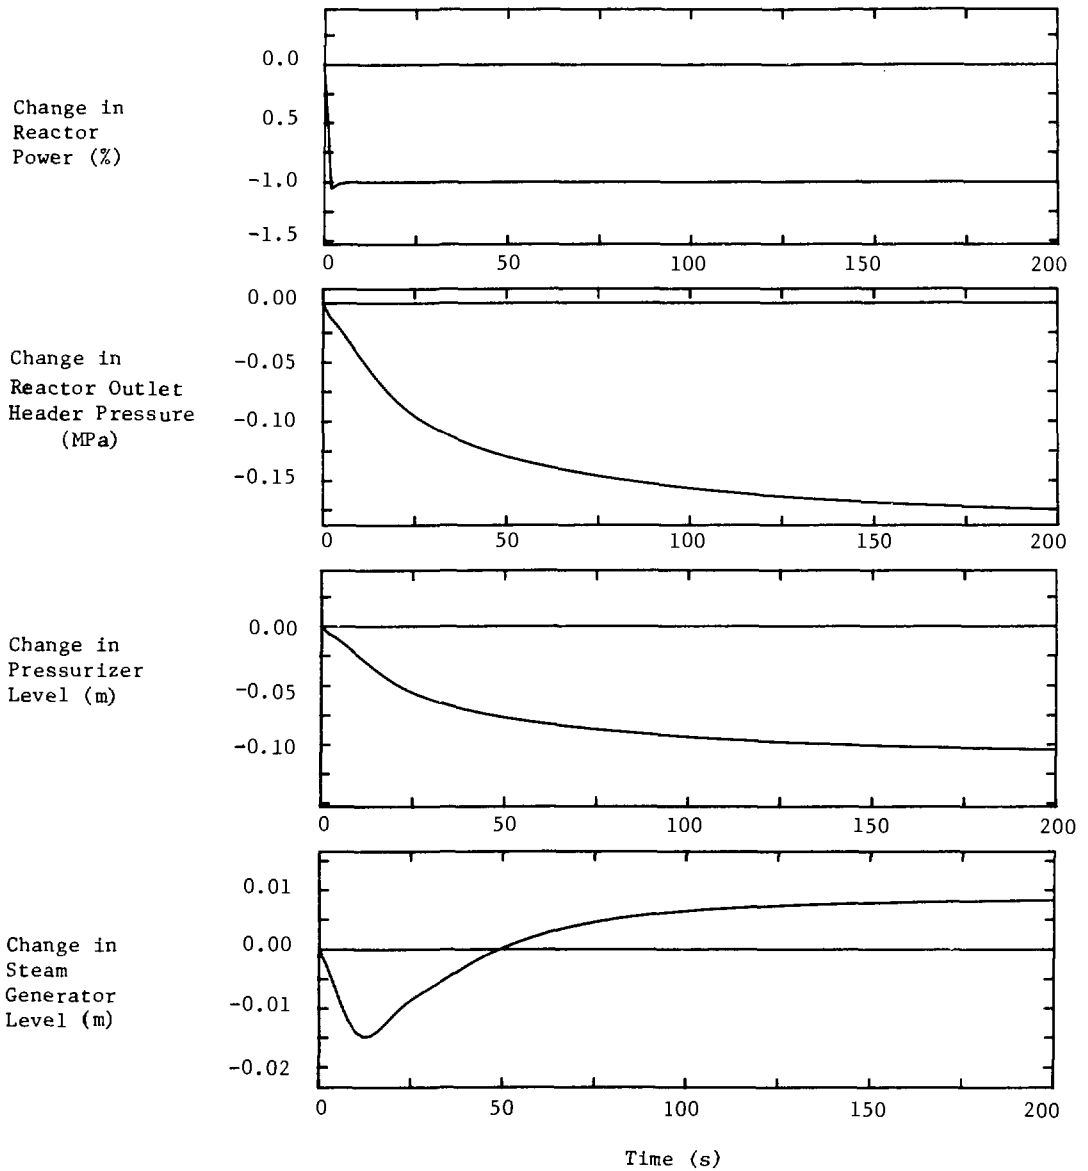 0.0
0.5
-1.0
-1.5
Change in
Reactor
Power (%)
0 50 100 150 200
0.00
-0.05
-0.10
-0.15
Change in
Reactor Outlet
Header Pressure
(MPa)
0 50 100 150 200
0.00
-0.05
-0.10
Change in
Pressurizer
Level (m)
0 50 100 150 200
0.01
0.00
-0.01
-0.02
Change in
Steam
Generator
Level (m)
0 50 100 150 200
Time (s)